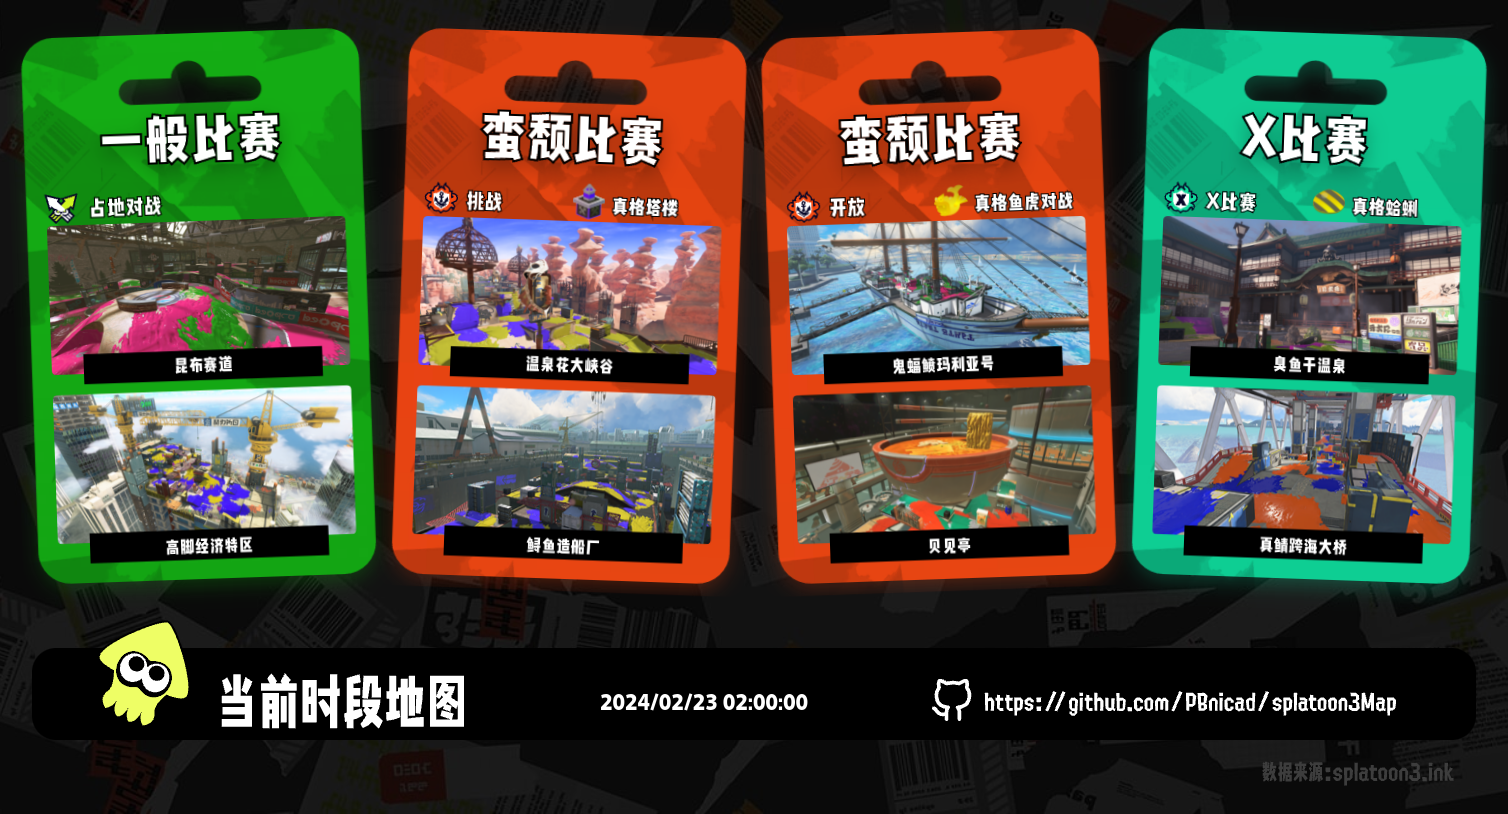 一般比赛
占地对战
昆布赛道
高脚经济特区
蛮颓比赛
挑战
真格塔楼
温泉花大峡谷
鲟鱼造船厂
蛮颓比赛
开放
真格鱼虎对战
鬼蝠鲼玛利亚号
贝见亭
X比赛
X比赛
真格蛤蜊
臭鱼干温泉
真鲭跨海大桥
当前时段地图
2024/02/23 02:00:00
https://github.com/PBnicad/splatoon3Map
数据来源:splatoon3.ink